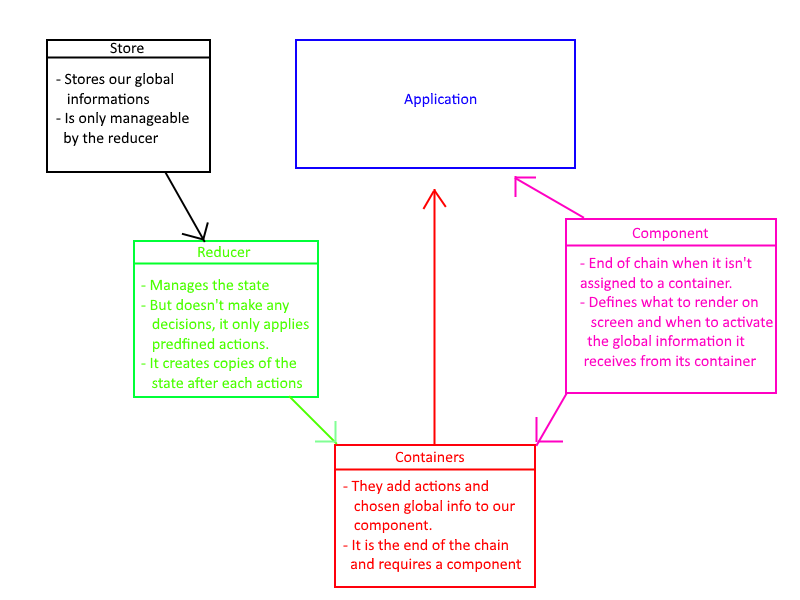 Store
- Stores our global
informations
- Is only manageable
by the reducer
Application
Reducer
- Manages the state
- But doesn't make any
decisions, it only applies
predfined actions.
- It creates copies of the
state after each actions
Component
- End of chain when it isn't
assigned to a container.
- Defines what to render on
screen and when to activate
the global information it
receives from its container
Containers
- They add actions and
chosen global info to our
component.
- It is the end of the chain
and requires a component